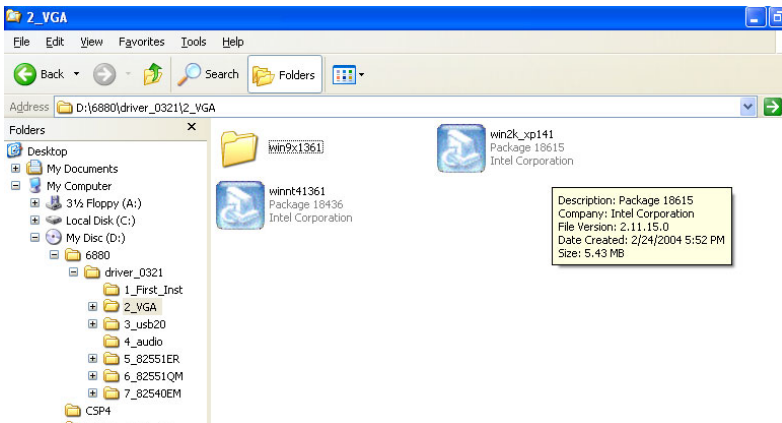 2_VGA
File Edit View Favorites Tools Help
Back Search Folders
Address D:\6880\driver_0321\2_VGA
Folders
Desktop
My Documents
My Computer
3½ Floppy (A:)
Local Disk (C:)
My Disc (D:)
6880
driver_0321
1_First_Inst
2_VGA
3_usb20
4_audio
5_82551ER
6_82551QM
7_82540EM
CSP4
win9x1361
win2k_xp141
Package 18615
Intel Corporation
winnt41361
Package 18436
Intel Corporation
Description: Package 18615
Company: Intel Corporation
File Version: 2.11.15.0
Date Created: 2/24/2004 5:52 PM
Size: 5.43 MB